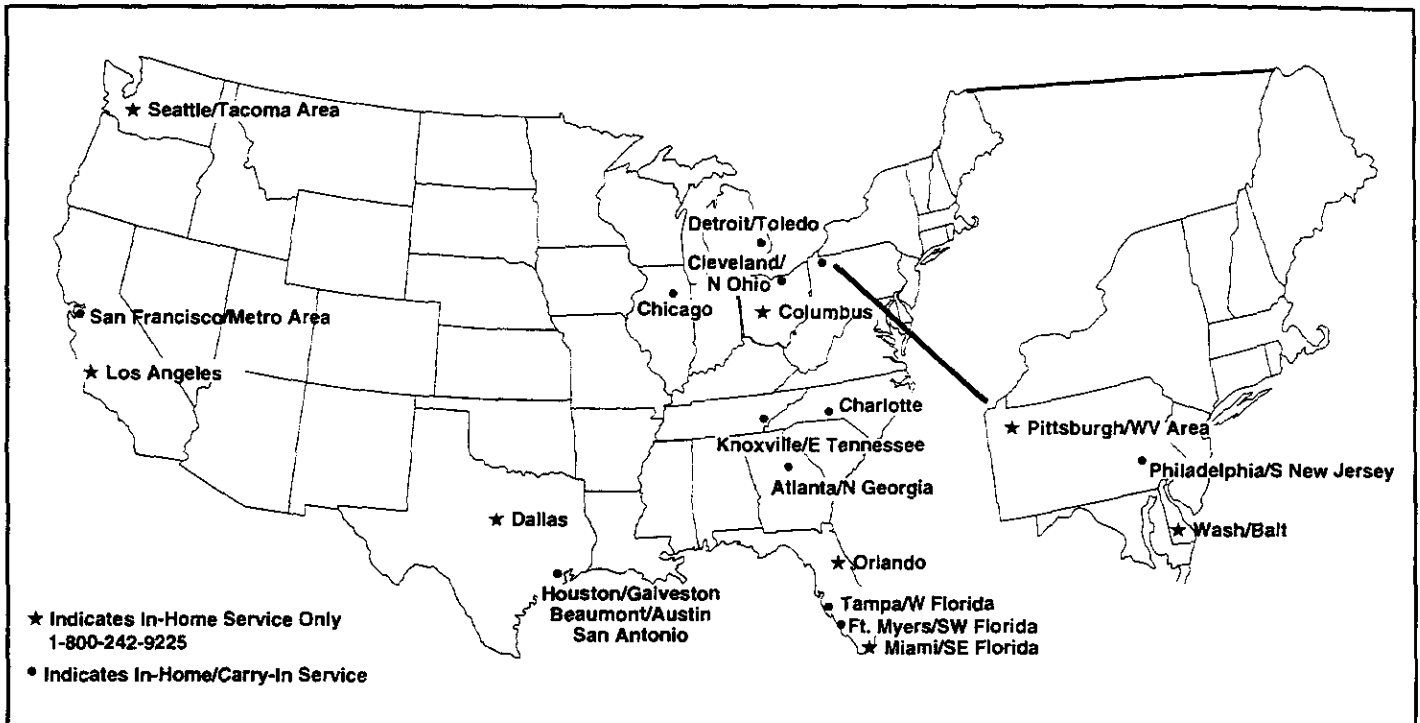 ★ Seattle/Tacoma Area
Detroit/Toledo
Cleveland/
N Ohio
Chicago
★ Columbus
San Francisco/Metro Area
★ Los Angeles
Charlotte
Knoxville/E Tennessee
Atlanta/N Georgia
★ Pittsburgh/WV Area
Philadelphia/S New Jersey
★ Wash/Balt
★ Dallas
★ Orlando
Houston/Galveston
Beaumont/Austin
San Antonio
Tampa/W Florida
Ft. Myers/SW Florida
★ Miami/SE Florida
★ Indicates In-Home Service Only
1-800-242-9225
• Indicates In-Home/Carry-In Service